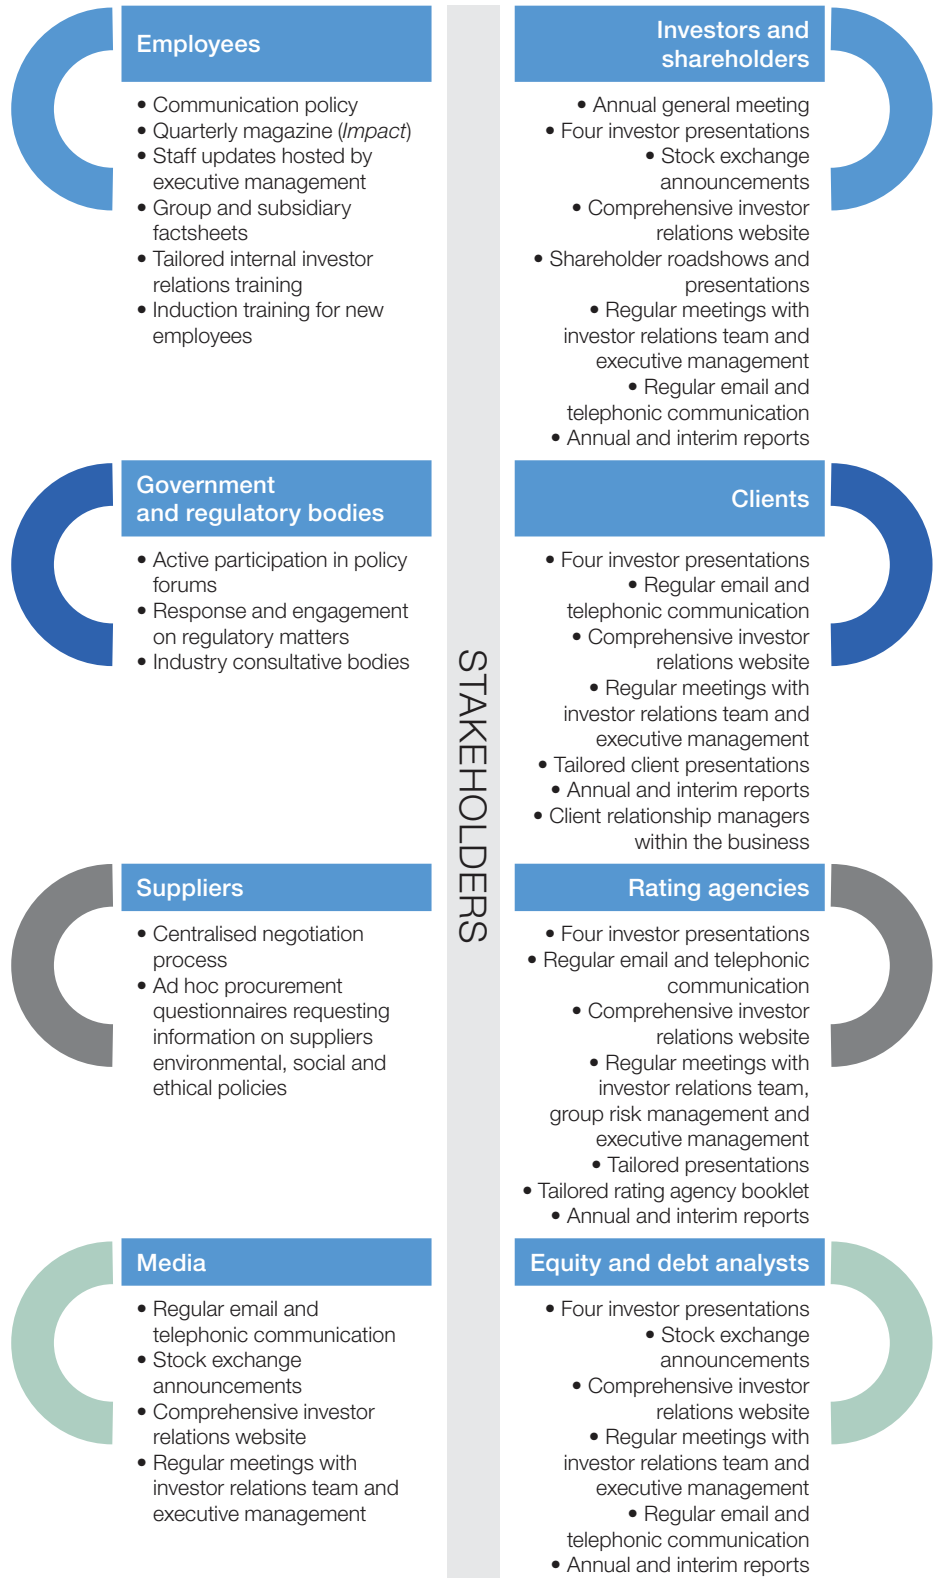 Employees
• Communication policy
• Quarterly magazine (Impact)
• Staff updates hosted by
executive management
• Group and subsidiary
factsheets
• Tailored internal investor
relations training
• Induction training for new
employees
Government
and regulatory bodies
• Active participation in policy
forums
• Response and engagement
on regulatory matters
• Industry consultative bodies
Suppliers
• Centralised negotiation
process
• Ad hoc procurement
questionnaires requesting
information on suppliers
environmental, social and
ethical policies
Media
• Regular email and
telephonic communication
• Stock exchange
announcements
• Comprehensive investor
relations website
• Regular meetings with
investor relations team and
executive management
STAKEHOLDERS
Investors and
shareholders
• Annual general meeting
• Four investor presentations
• Stock exchange
announcements
• Comprehensive investor
relations website
• Shareholder roadshows and
presentations
• Regular meetings with
investor relations team and
executive management
• Regular email and
telephonic communication
• Annual and interim reports
Clients
• Four investor presentations
• Regular email and
telephonic communication
• Comprehensive investor
relations website
• Regular meetings with
investor relations team and
executive management
• Tailored client presentations
• Annual and interim reports
• Client relationship managers
within the business
Rating agencies
• Four investor presentations
• Regular email and telephonic
communication
• Comprehensive investor
relations website
• Regular meetings with
investor relations team,
group risk management and
executive management
• Tailored presentations
• Tailored rating agency booklet
• Annual and interim reports
Equity and debt analysts
• Four investor presentations
• Stock exchange
announcements
• Comprehensive investor
relations website
• Regular meetings with
investor relations team and
executive management
• Regular email and
telephonic communication
• Annual and interim reports